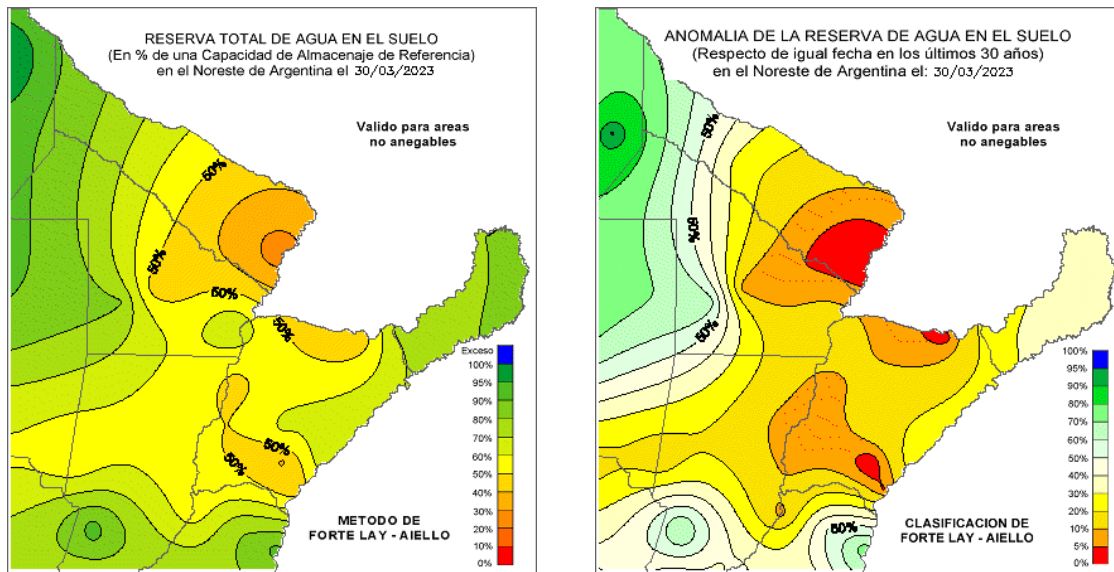 RESERVA TOTAL DE AGUA EN EL SUELO
(En % de una Capacidad de Almacenaje de Referencia)
en el Noreste de Argentina el 30/03/2023
Valido para areas
no anegables
50%
50%
50%
50%
50%
50%
Exceso
100%
95%
90%
80%
70%
60%
50%
40%
30%
20%
10%
0%
METODO DE
FORTE LAY - AIELLO
ANOMALIA DE LA RESERVA DE AGUA EN EL SUELO
(Respecto de igual fecha en los últimos 30 años)
en el Noreste de Argentina el: 30/03/2023
Valido para areas
no anegables
50%
50%
50%
50%
100%
95%
90%
80%
70%
60%
50%
40%
30%
20%
10%
5%
0%
CLASIFICACION DE
FORTE LAY - AIELLO